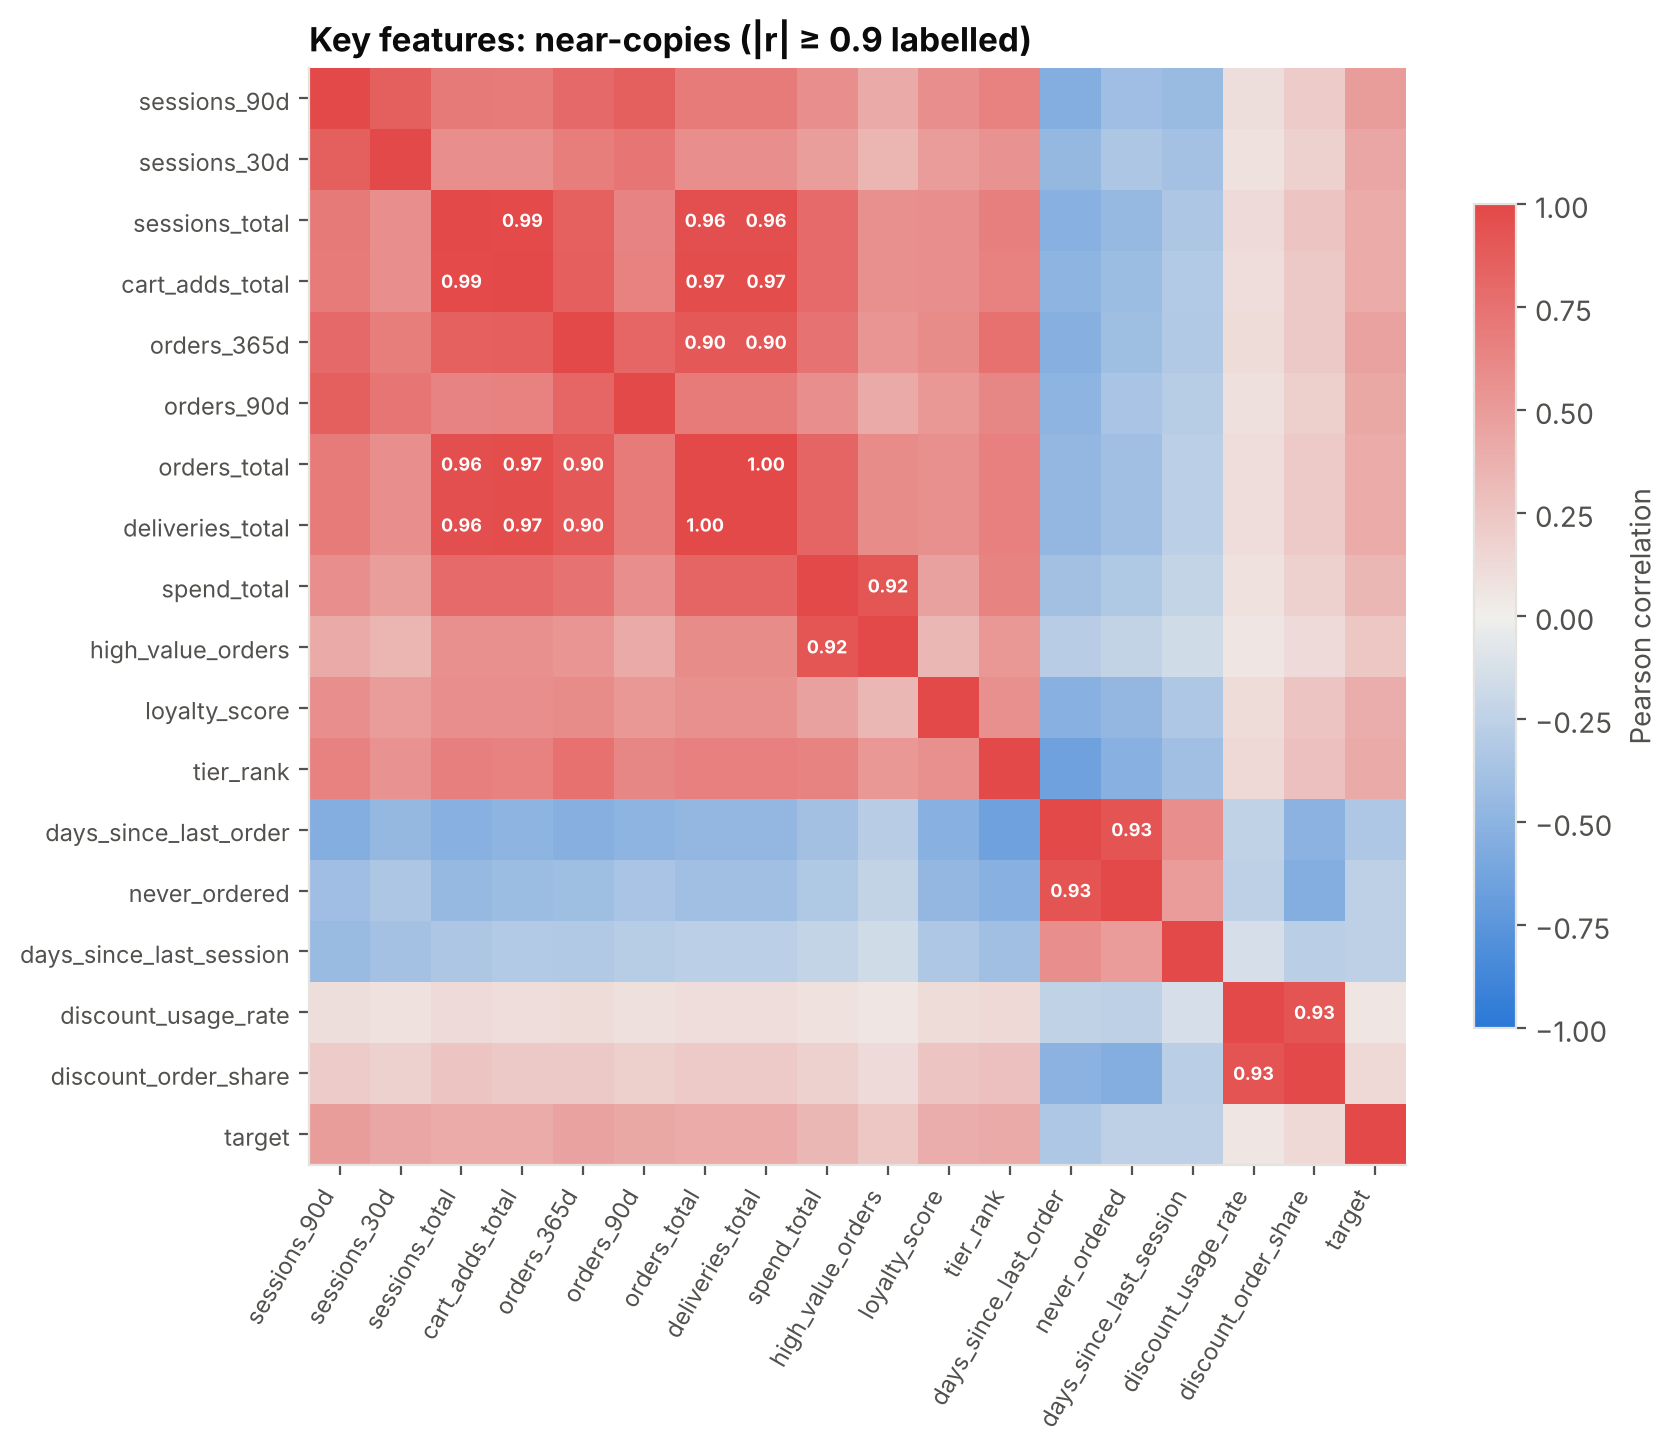 Key features: near-copies (|r| ≥ 0.9 labelled)
sessions_90d
sessions_30d
sessions_total 0.99 0.96 0.96
cart_adds_total 0.99 0.97 0.97
orders_365d 0.90 0.90
orders_90d
orders_total 0.96 0.97 0.90 1.00
deliveries_total 0.96 0.97 0.90 1.00
spend_total 0.92
high_value_orders 0.92
loyalty_score
tier_rank
days_since_last_order 0.93
never_ordered 0.93
days_since_last_session
discount_usage_rate 0.93
discount_order_share 0.93
target
sessions_90d
sessions_30d
sessions_total
cart_adds_total
orders_365d
orders_90d
orders_total
deliveries_total
spend_total
high_value_orders
loyalty_score
tier_rank
days_since_last_order
never_ordered
days_since_last_session
discount_usage_rate
discount_order_share
target
1.00
0.75
0.50
0.25
0.00
−0.25
−0.50
−0.75
−1.00
Pearson correlation